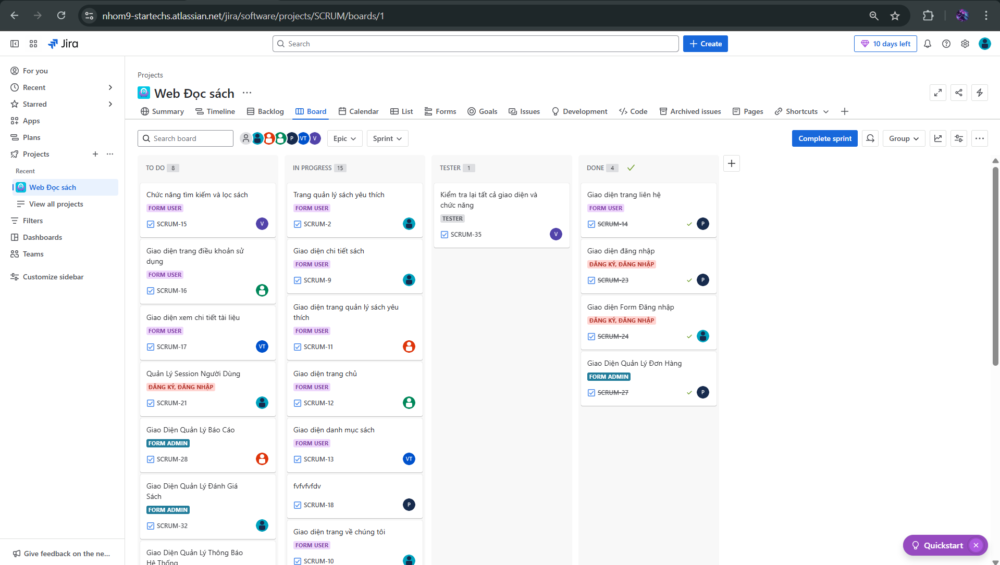 nhom9-startechs.atlassian.net/jira/software/projects/SCRUM/boards/1
Jira
Search
Create
10 days left
For you
Recent
Starred
Apps
Plans
Projects
Recent
Web Đọc sách
View all projects
Filters
Dashboards
Teams
Customize sidebar
Give feedback on the ne...
Projects
Web Đọc sách
Summary
Timeline
Backlog
Board
Calendar
List
Forms
Goals
Issues
Development
Code
Archived issues
Pages
Shortcuts
Search board
P
VT
V
Epic
Sprint
Complete sprint
Group
TO DO 8
Chức năng tìm kiếm và lọc sách
FORM USER
SCRUM-15
V
Giao diện trang điều khoản sử
dụng
FORM USER
SCRUM-16
Giao diện xem chi tiết tài liệu
FORM USER
SCRUM-17
VT
Quản Lý Session Người Dùng
ĐĂNG KÝ, ĐĂNG NHẬP
SCRUM-21
Giao Diện Quản Lý Báo Cáo
FORM ADMIN
SCRUM-28
Giao Diện Quản Lý Đánh Giá
Sách
FORM ADMIN
SCRUM-32
Giao Diện Quản Lý Thông Báo
Hệ Thống
IN PROGRESS 15
Trang quản lý sách yêu thích
FORM USER
SCRUM-2
Giao diện chi tiết sách
FORM USER
SCRUM-9
Giao diện trang quản lý sách yêu
thích
FORM USER
SCRUM-11
Giao diện trang chủ
FORM USER
SCRUM-12
Giao diện danh mục sách
FORM USER
SCRUM-13
VT
fvfvfvfdv
SCRUM-18
P
Giao diện trang về chúng tôi
FORM USER
SCRUM-10
TESTER 1
Kiểm tra lại tất cả giao diện và
chức năng
TESTER
SCRUM-35
V
DONE 4
Giao diện trang liên hệ
FORM USER
SCRUM-14
P
Giao diện đăng nhập
ĐĂNG KÝ, ĐĂNG NHẬP
SCRUM-23
P
Giao diện Form Đăng nhập
ĐĂNG KÝ, ĐĂNG NHẬP
SCRUM-24
Giao Diện Quản Lý Đơn Hàng
FORM ADMIN
SCRUM-27
P
Quickstart